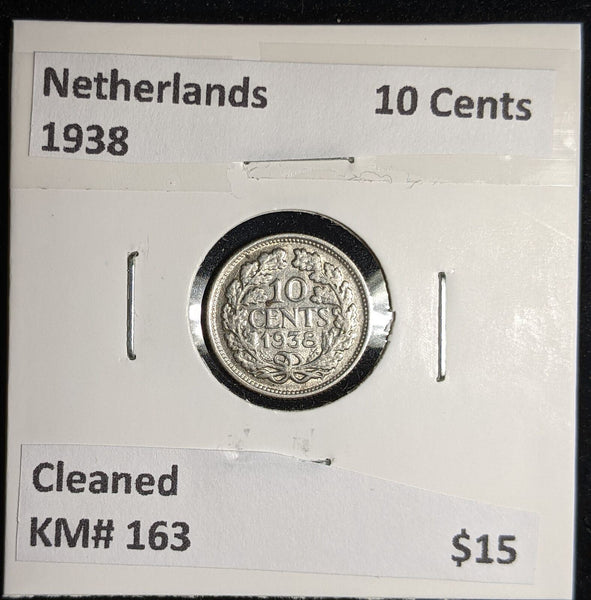 Netherlands 10 Cents
1938
10
CENTS
1938
Cleaned
KM# 163 $15